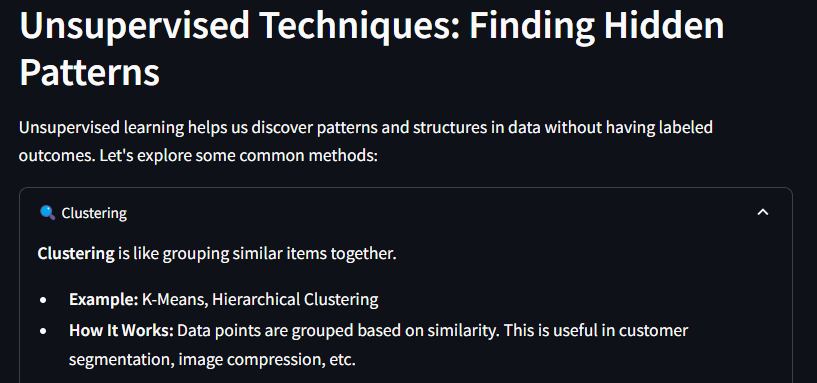 Unsupervised Techniques: Finding Hidden
Patterns
Unsupervised learning helps us discover patterns and structures in data without having labeled
outcomes. Let's explore some common methods:
Clustering
Clustering is like grouping similar items together.
Example: K-Means, Hierarchical Clustering
How It Works: Data points are grouped based on similarity. This is useful in customer
segmentation, image compression, etc.